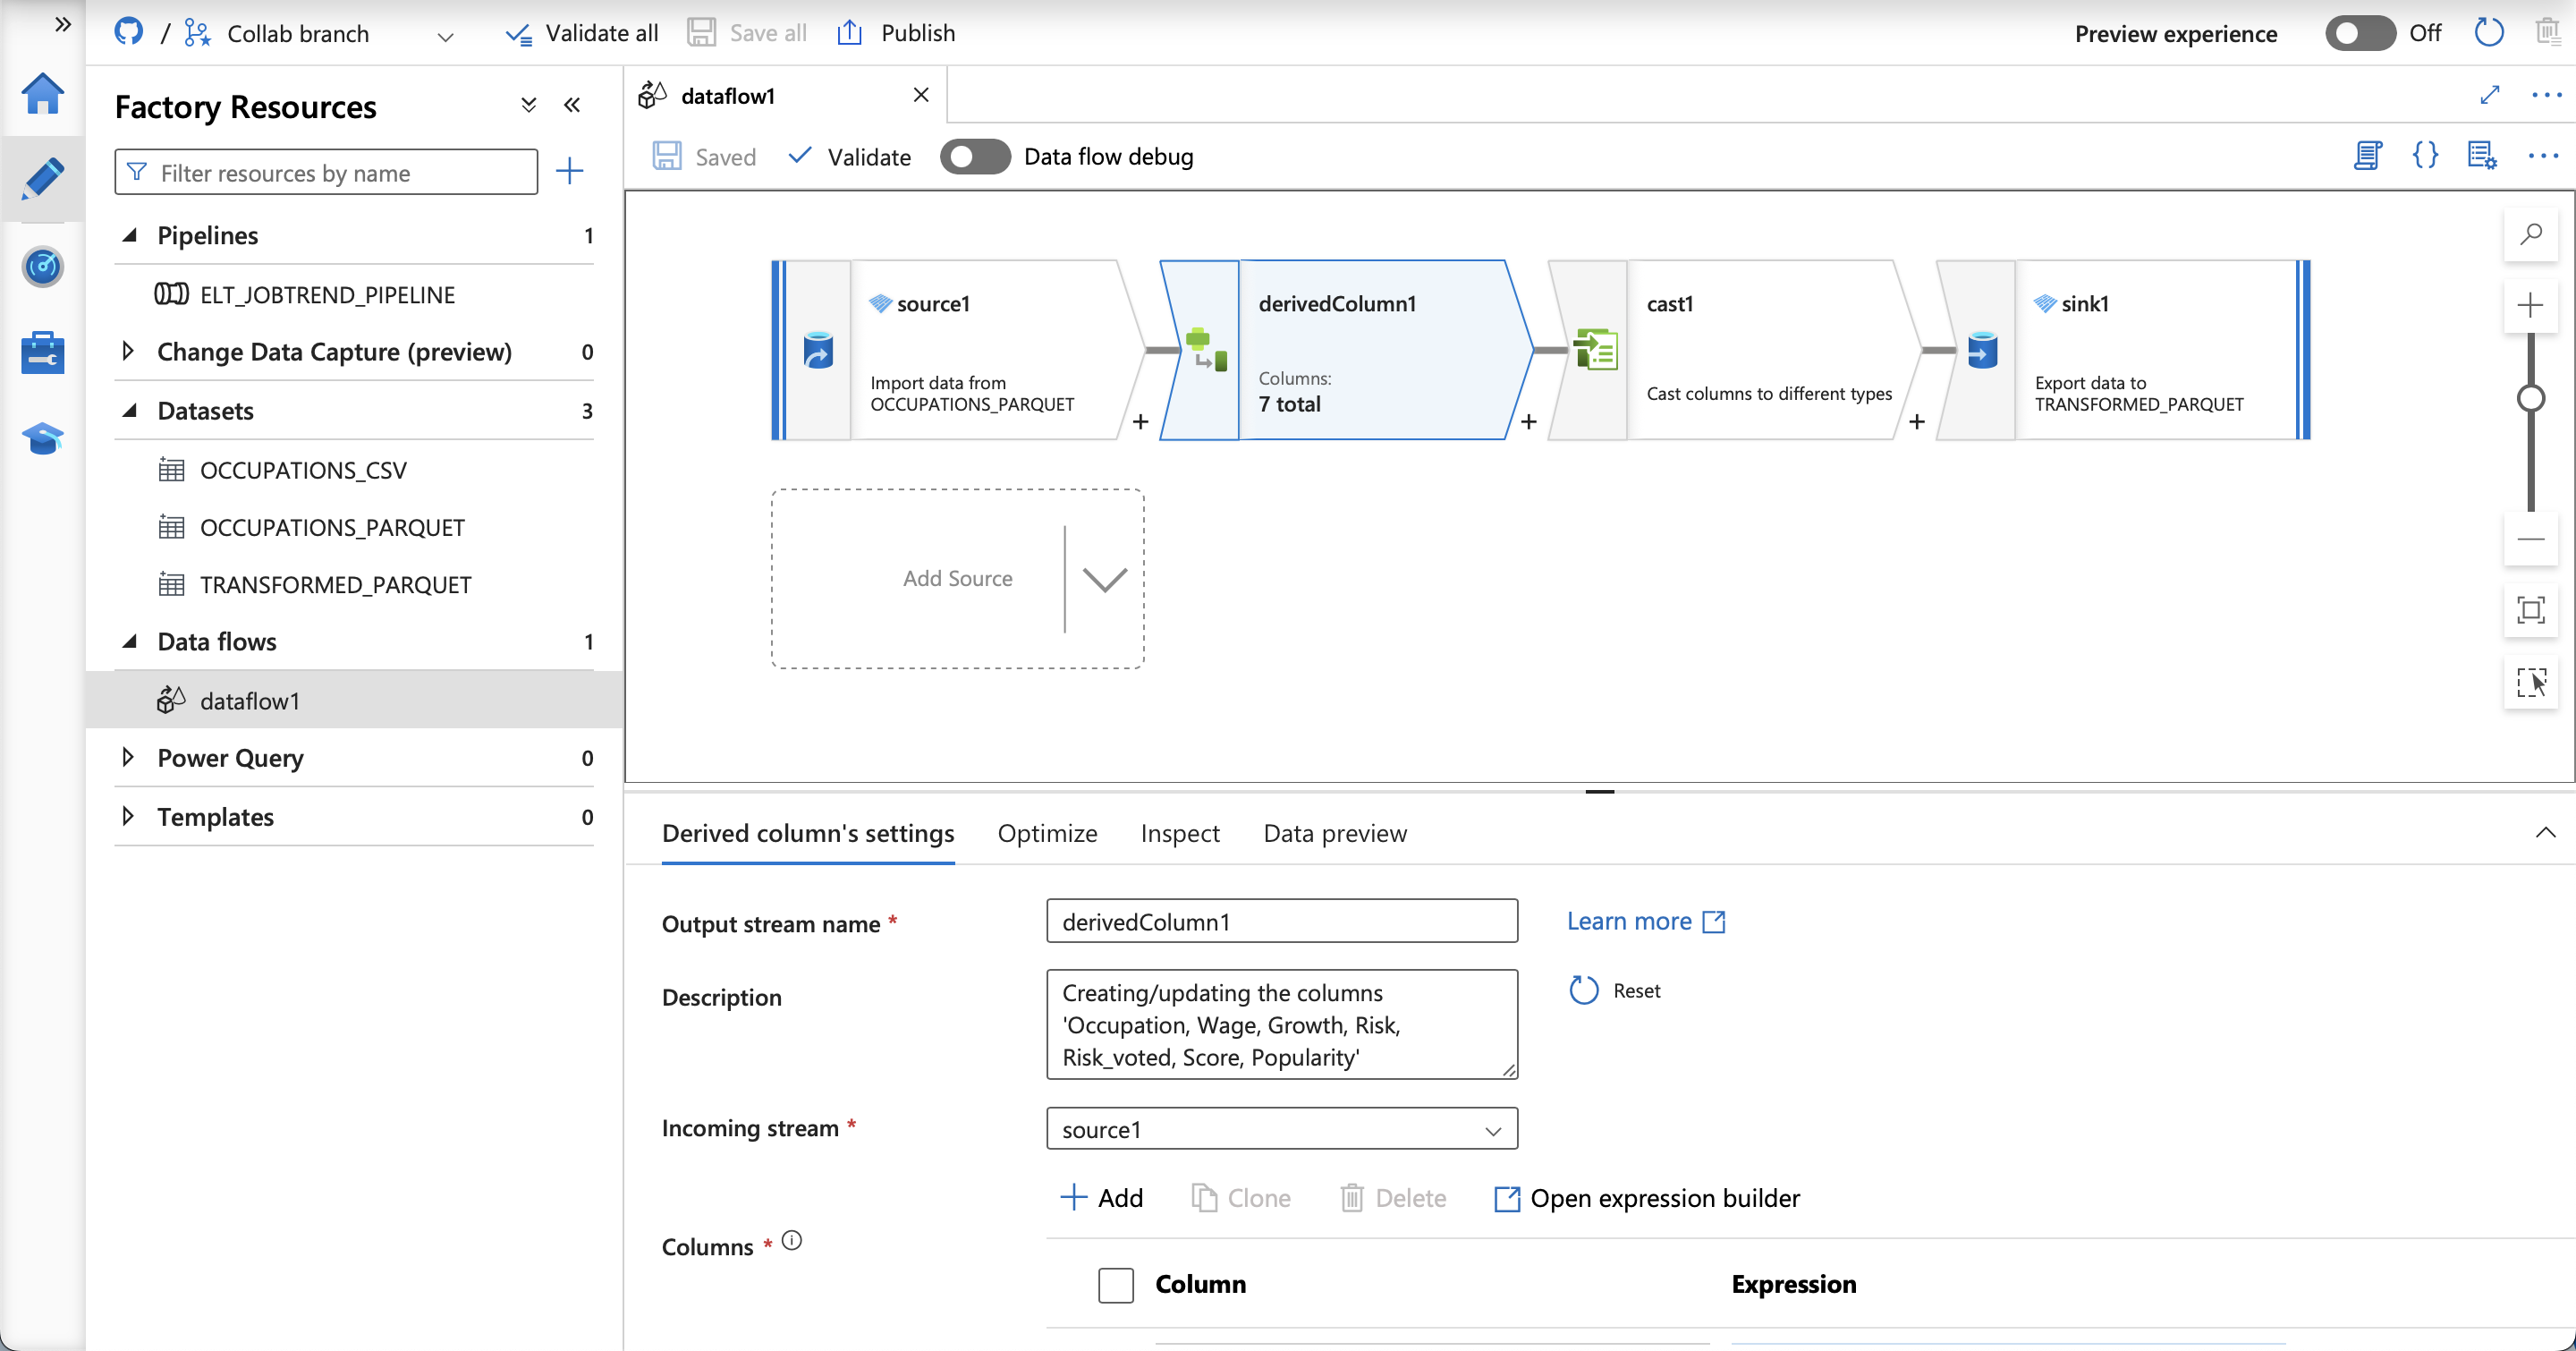 / Collab branch Validate all Save all Publish Preview experience Off
Factory Resources
Filter resources by name
Pipelines 1
ELT_JOBTREND_PIPELINE
Change Data Capture (preview) 0
Datasets 3
OCCUPATIONS_CSV
OCCUPATIONS_PARQUET
TRANSFORMED_PARQUET
Data flows 1
dataflow1
Power Query 0
Templates 0
dataflow1
Saved Validate Data flow debug
source1
Import data from
OCCUPATIONS_PARQUET
derivedColumn1
Columns:
7 total
cast1
Cast columns to different types
sink1
Export data to
TRANSFORMED_PARQUET
Add Source
Derived column's settings Optimize Inspect Data preview
Output stream name * derivedColumn1 Learn more
Description
Creating/updating the columns
'Occupation, Wage, Growth, Risk,
Risk_voted, Score, Popularity'
Reset
Incoming stream * source1
Add Clone Delete Open expression builder
Columns *
Column Expression